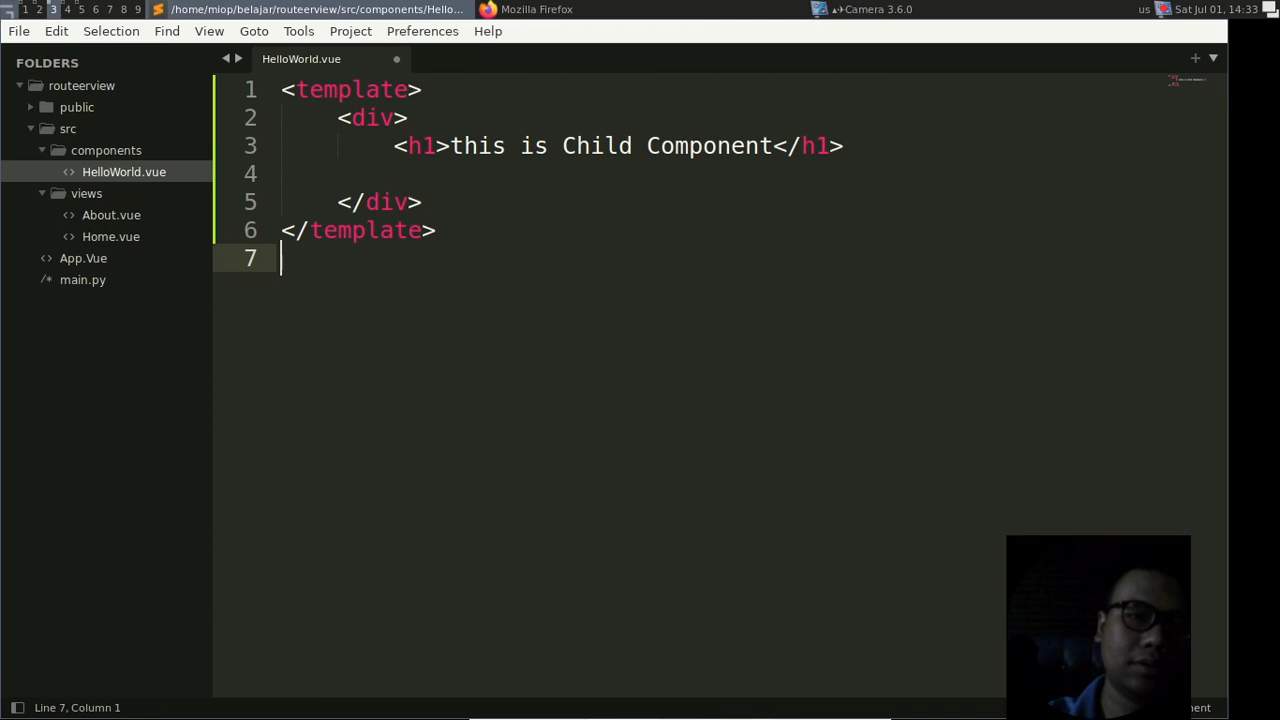 1 2 3 4 5 6 7 8 9 /home/miop/belajar/routeerview/src/components/Hello... Mozilla Firefox Camera 3.6.0 us Sat Jul 01, 14:33
File Edit Selection Find View Goto Tools Project Preferences Help
FOLDERS
routeerview
public
src
components
HelloWorld.vue
views
About.vue
Home.vue
App.Vue
main.py
HelloWorld.vue
1 <template>
2 <div>
3 <h1>this is Child Component</h1>
4
5 </div>
6 </template>
7
Line 7, Column 1